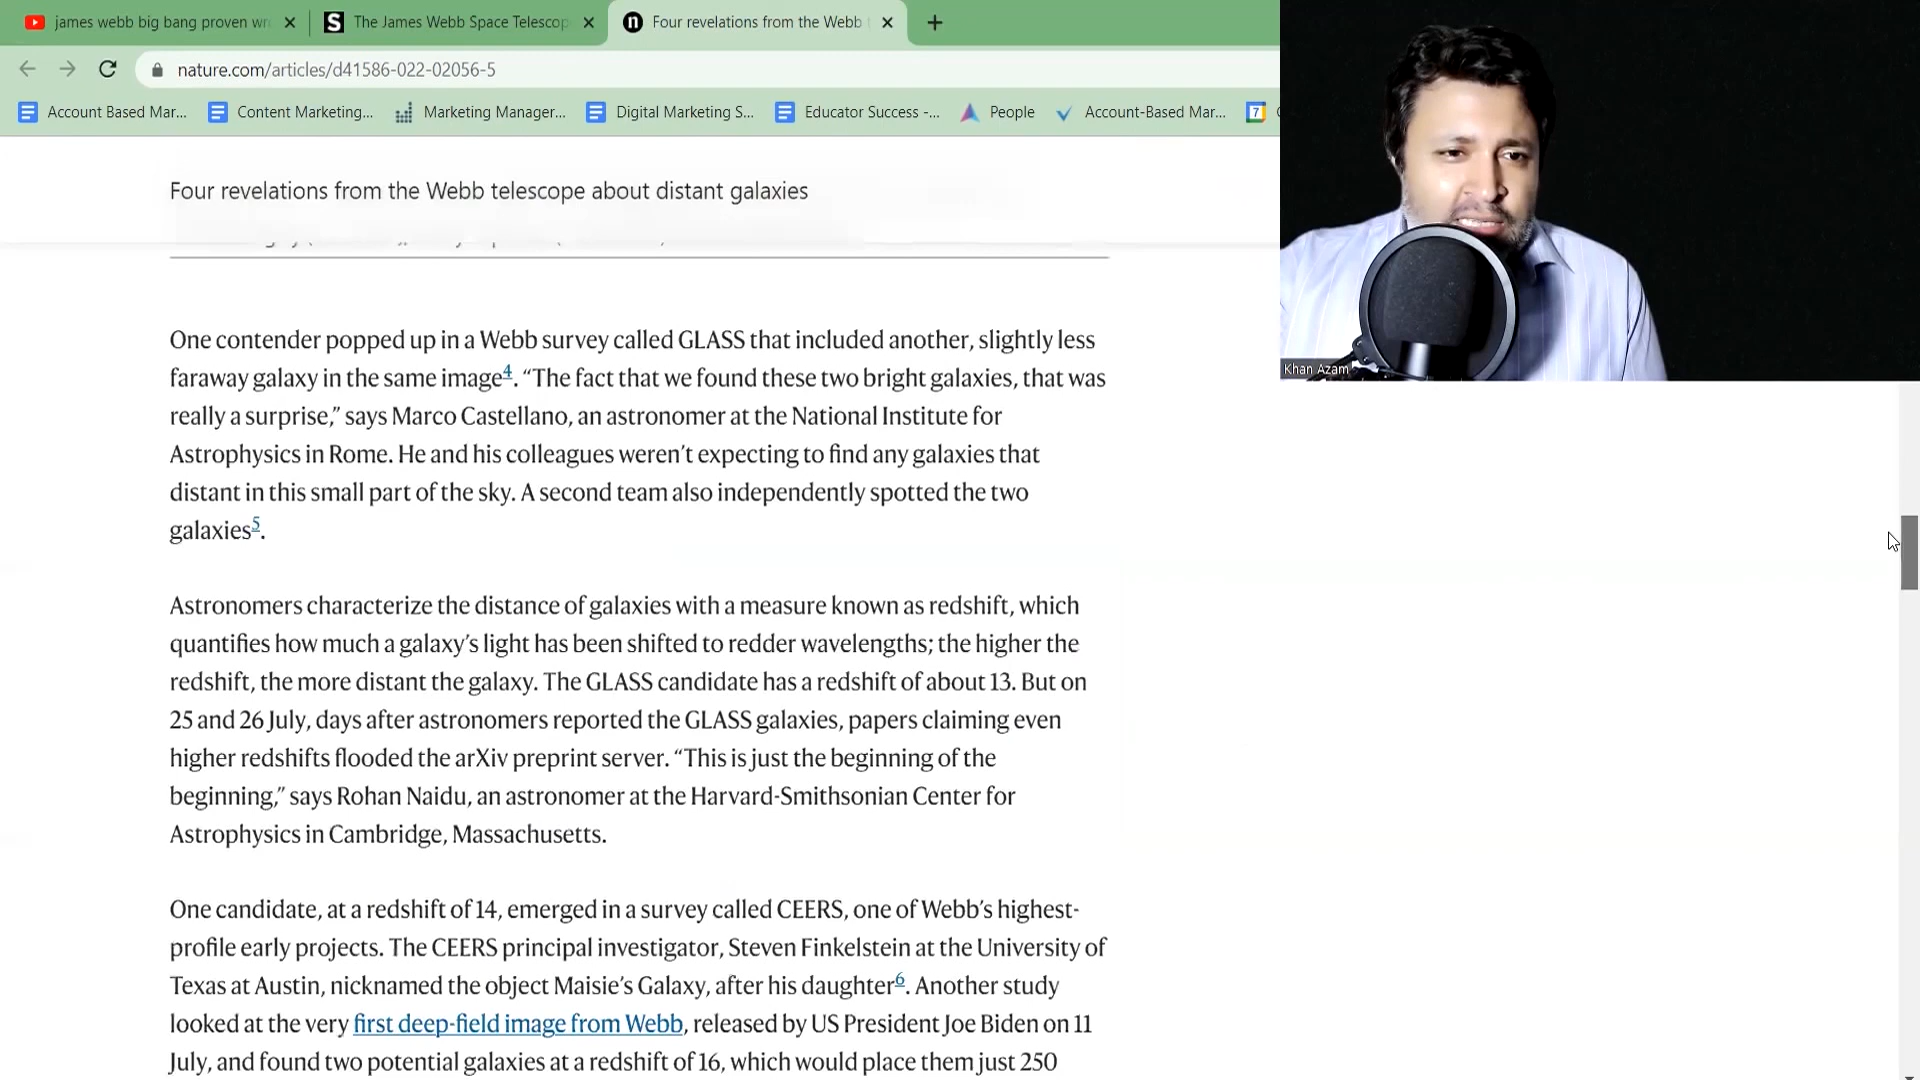 james webb big bang proven wr
The James Webb Space Telescop
Four revelations from the Webb t
nature.com/articles/d41586-022-02056-5
Account Based Mar...
Content Marketing...
Marketing Manager...
Digital Marketing S...
Educator Success -...
People
Account-Based Mar...
7
Khan Azam
Four revelations from the Webb telescope about distant galaxies
One contender popped up in a Webb survey called GLASS that included another, slightly less
faraway galaxy in the same image4. “The fact that we found these two bright galaxies, that was
really a surprise,” says Marco Castellano, an astronomer at the National Institute for
Astrophysics in Rome. He and his colleagues weren’t expecting to find any galaxies that
distant in this small part of the sky. A second team also independently spotted the two
galaxies5.
Astronomers characterize the distance of galaxies with a measure known as redshift, which
quantifies how much a galaxy’s light has been shifted to redder wavelengths; the higher the
redshift, the more distant the galaxy. The GLASS candidate has a redshift of about 13. But on
25 and 26 July, days after astronomers reported the GLASS galaxies, papers claiming even
higher redshifts flooded the arXiv preprint server. “This is just the beginning of the
beginning,” says Rohan Naidu, an astronomer at the Harvard-Smithsonian Center for
Astrophysics in Cambridge, Massachusetts.
One candidate, at a redshift of 14, emerged in a survey called CEERS, one of Webb’s highest-
profile early projects. The CEERS principal investigator, Steven Finkelstein at the University of
Texas at Austin, nicknamed the object Maisie’s Galaxy, after his daughter6. Another study
looked at the very first deep-field image from Webb, released by US President Joe Biden on 11
July, and found two potential galaxies at a redshift of 16, which would place them just 250